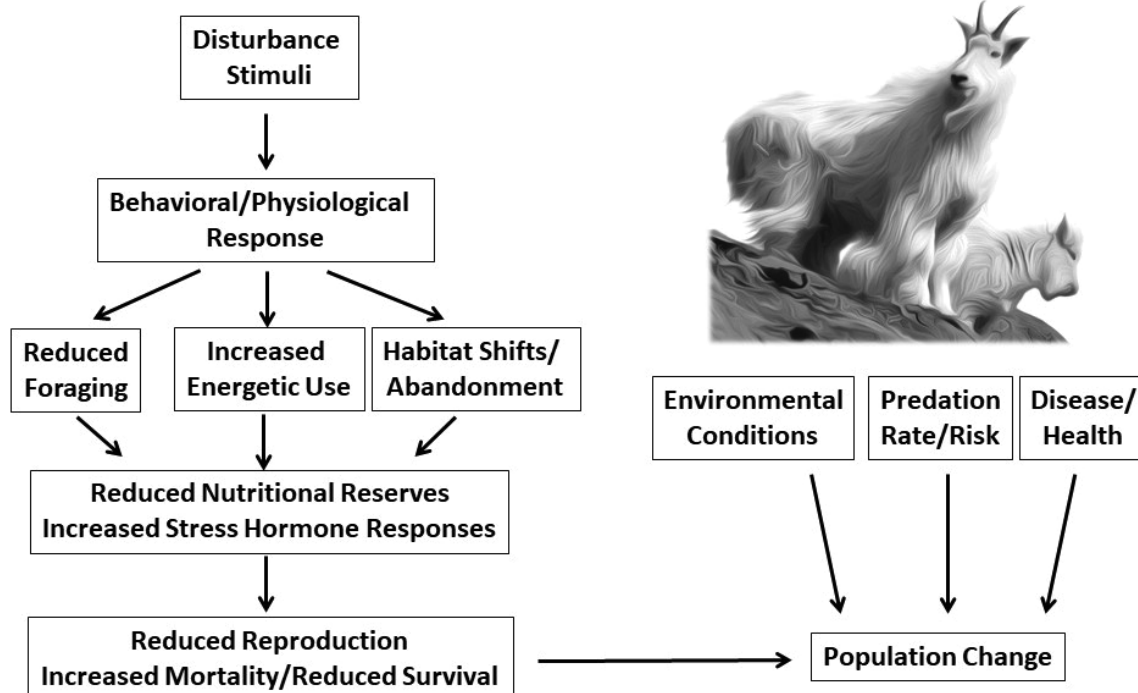 Disturbance
Stimuli
Behavioral/Physiological
Response
Reduced
Foraging
Increased
Energetic Use
Habitat Shifts/
Abandonment
Environmental
Conditions
Predation
Rate/Risk
Disease/
Health
Reduced Nutritional Reserves
Increased Stress Hormone Responses
Reduced Reproduction
Increased Mortality/Reduced Survival
Population Change